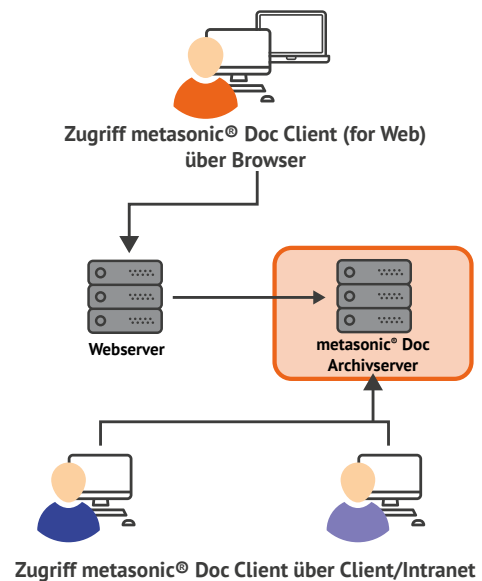 Zugriff metasonic® Doc Client (for Web)
über Browser
Webserver
metasonic® Doc
Archivserver
Zugriff metasonic® Doc Client über Client/Intranet